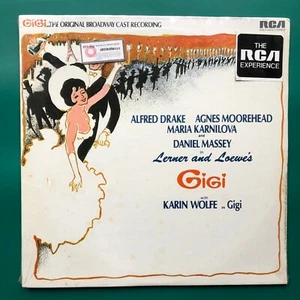 GIGI...THE ORIGINAL BROADWAY CAST RECORDING
RCA
THE
RCA
EXPERIENCE
ALFRED DRAKE AGNES MOOREHEAD
MARIA KARNILOVA
and
DANIEL MASSEY
in
Lerner and Loewe's
GiGi
with
KARIN WOLFE as Gigi